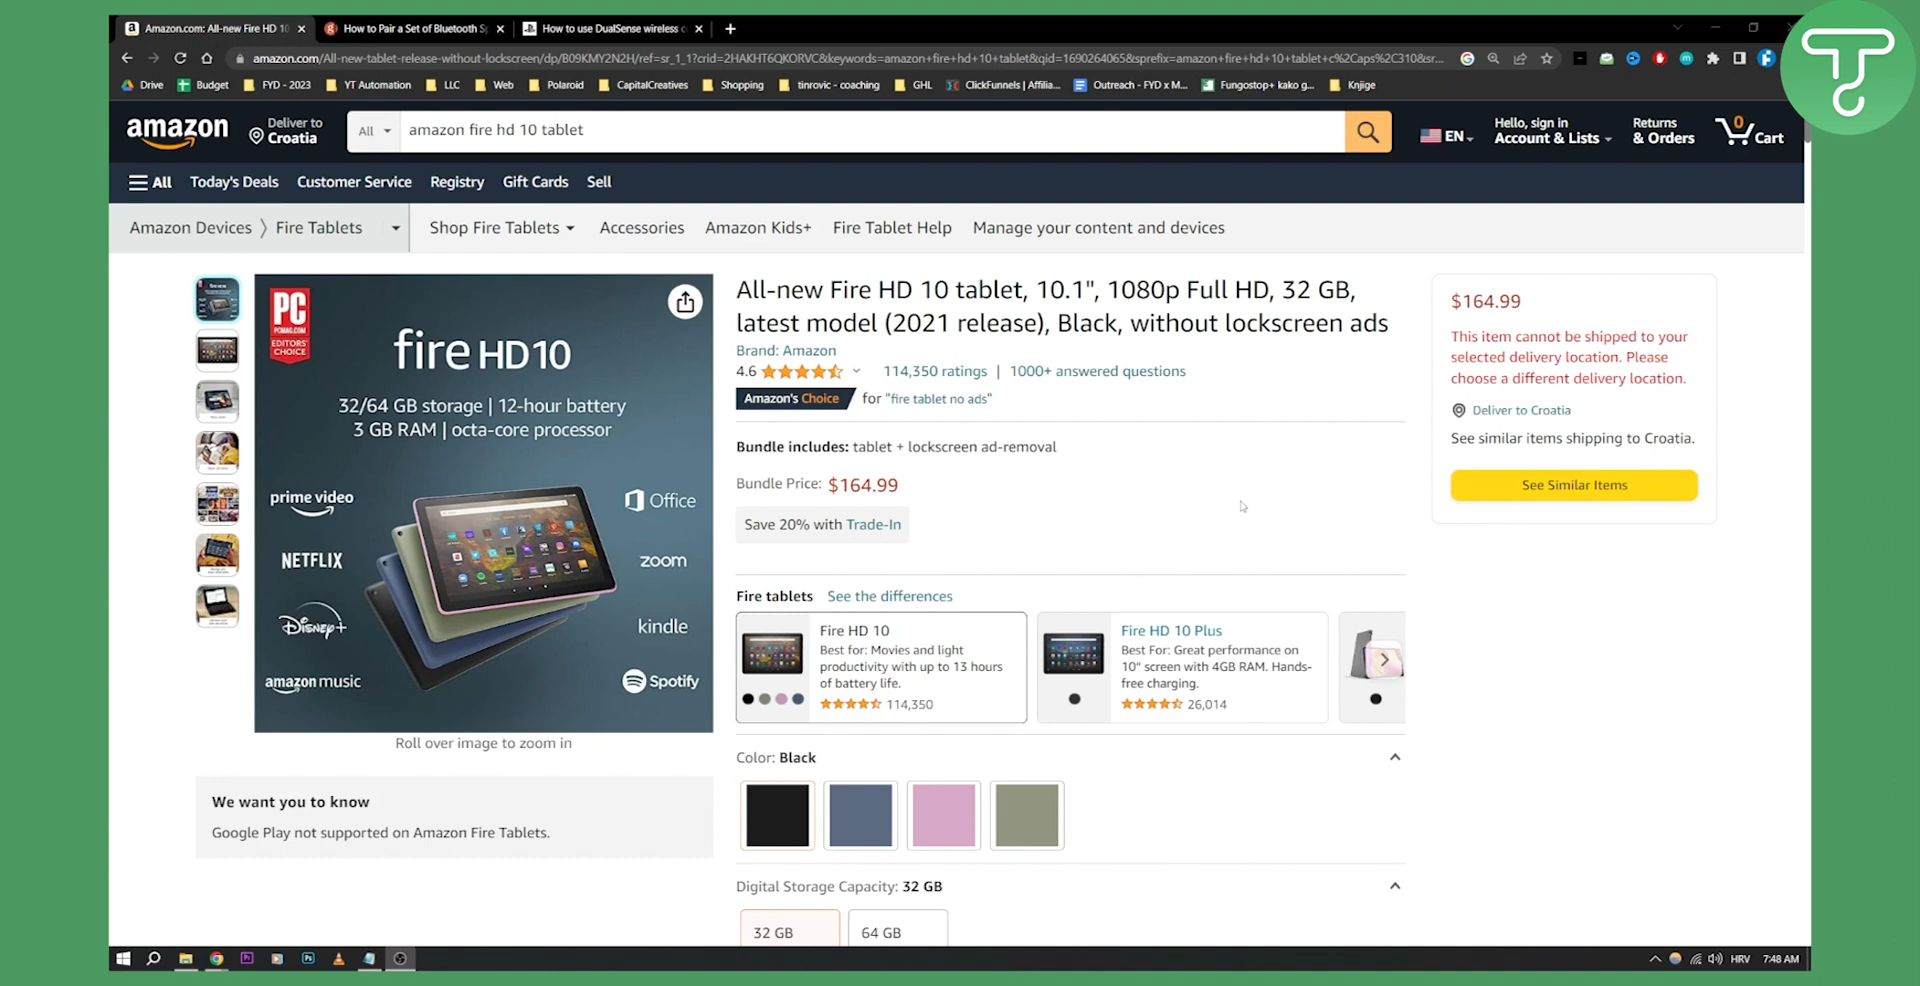 Amazon.com: All-new Fire HD 10
How to Pair a Set of Bluetooth Sp
How to use DualSense wireless c
amazon.com/All-new-tablet-release-without-lockscreen/dp/B09KMY2N2H/ref=sr_1_1?crid=2HAKHT6QKORVC&keywords=amazon+fire+hd+10+tablet&qid=1690264065&sprefix=amazon+fire+hd+10+tablet+c%2Caps%2C310&sr...
Drive
Budget
FYD - 2023
YT Automation
LLC
Web
Polaroid
CapitalCreatives
Shopping
tinrovic - coaching
GHL
ClickFunnels | Affilia...
Outreach - FYD x M...
Fungostop+ kako g...
Knjige
amazon
Deliver to
Croatia
All
amazon fire hd 10 tablet
EN
Hello, sign in
Account & Lists
Returns
& Orders
0
Cart
All
Today's Deals
Customer Service
Registry
Gift Cards
Sell
Amazon Devices 〉 Fire Tablets
Shop Fire Tablets
Accessories
Amazon Kids+
Fire Tablet Help
Manage your content and devices
PC
PCMAG.COM
EDITORS'
CHOICE
fire HD10
32/64 GB storage | 12-hour battery
3 GB RAM | octa-core processor
prime video
Office
NETFLIX
zoom
Disney+
kindle
amazon music
Spotify
Roll over image to zoom in
We want you to know
Google Play not supported on Amazon Fire Tablets.
All-new Fire HD 10 tablet, 10.1", 1080p Full HD, 32 GB,
latest model (2021 release), Black, without lockscreen ads
Brand: Amazon
4.6
114,350 ratings | 1000+ answered questions
Amazon's Choice for "fire tablet no ads"
Bundle includes: tablet + lockscreen ad-removal
Bundle Price: $164.99
Save 20% with Trade-In
Fire tablets See the differences
Fire HD 10
Best for: Movies and light
productivity with up to 13 hours
of battery life.
114,350
Fire HD 10 Plus
Best For: Great performance on
10" screen with 4GB RAM. Hands-
free charging.
26,014
Color: Black
Digital Storage Capacity: 32 GB
32 GB
64 GB
$164.99
This item cannot be shipped to your
selected delivery location. Please
choose a different delivery location.
Deliver to Croatia
See similar items shipping to Croatia.
See Similar Items
HRV
7:48 AM